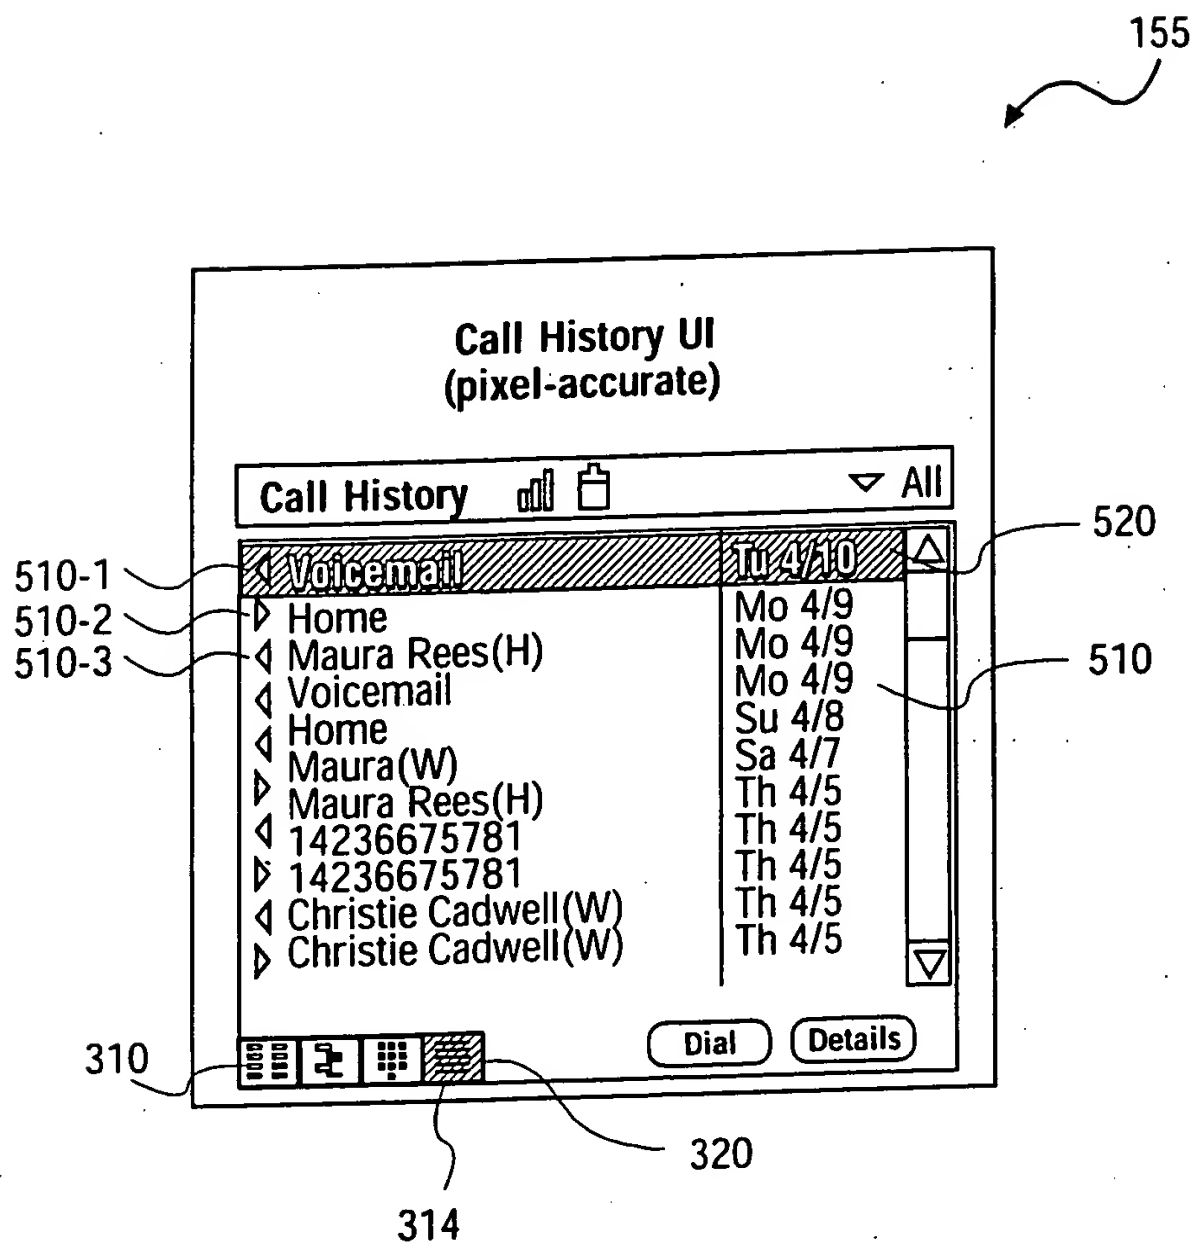 155
Call History UI
(pixel-accurate)
Call History All
520
510-1 Voicemail Tu 4/10
510-2 Home Mo 4/9
510-3 Maura Rees(H) Mo 4/9
510
Voicemail Mo 4/9
Home Su 4/8
Maura(W) Sa 4/7
Maura Rees(H) Th 4/5
14236675781 Th 4/5
14236675781 Th 4/5
Christie Cadwell(W) Th 4/5
Christie Cadwell(W) Th 4/5
310 Dial Details
320
314